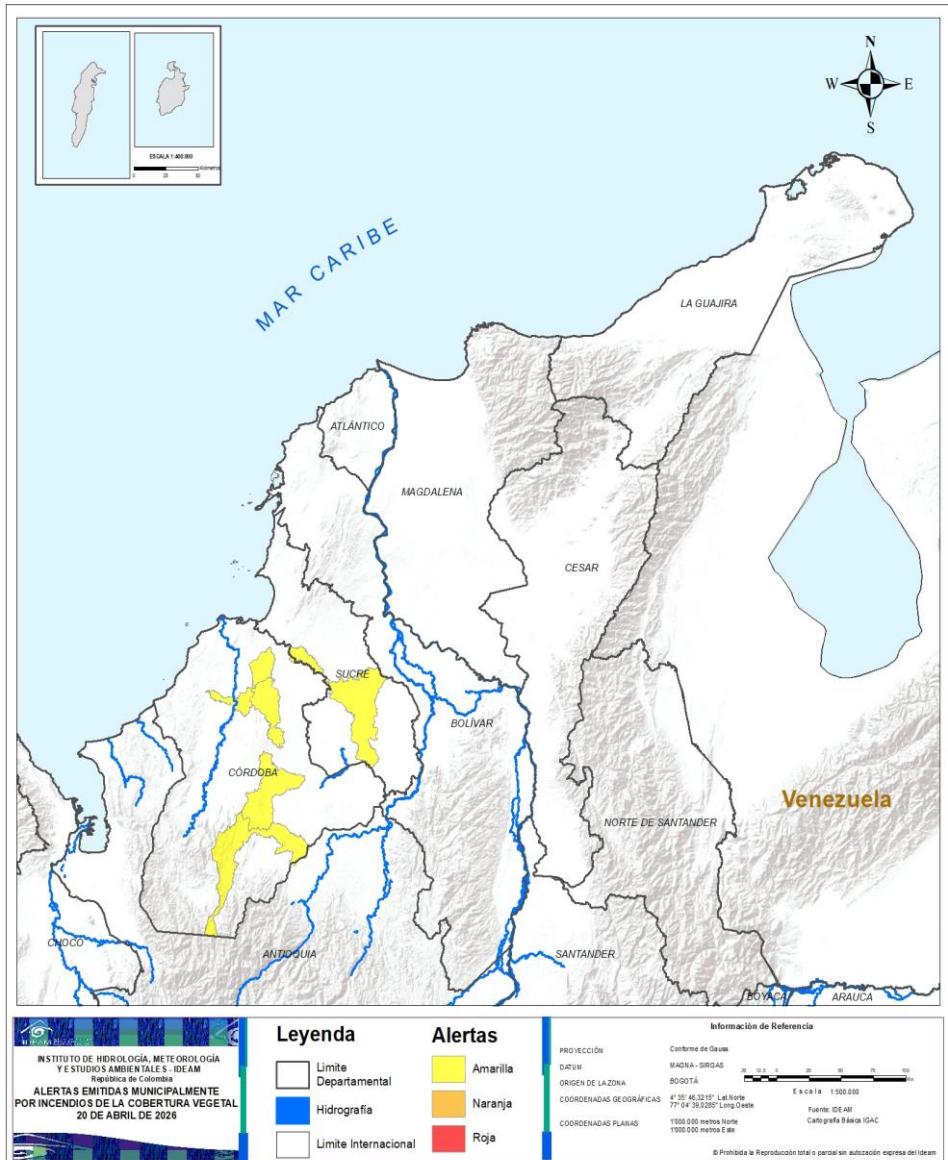 N
W E
S
ESCALA 1:400.000
MAR CARIBE
LA GUAJIRA
ATLÁNTICO
MAGDALENA
CESAR
SUCRE
BOLÍVAR
CÓRDOBA
Venezuela
NORTE DE SANTANDER
CHOCO
ANTIOQUIA
SANTANDER
BOYACÁ
ARAUCA
IDEAM
INSTITUTO DE HIDROLOGÍA, METEOROLOGÍA
Y ESTUDIOS AMBIENTALES - IDEAM
República de Colombia
ALERTAS EMITIDAS MUNICIPALMENTE
POR INCENDIOS DE LA COBERTURA VEGETAL
20 DE ABRIL DE 2026
Leyenda
Limite
Departamental
Hidrografía
Limite Internacional
Alertas
Amarilla
Naranja
Roja
Información de Referencia
PROYECCIÓN Conforme de Gauss
DATUM MAGNA - SIRGAS
ORIGEN DE LA ZONA BOGOTÁ
COORDENADAS GEOGRÁFICAS 4° 35' 46,3215" Lat.Norte
77° 04' 39,0285" Long.Oeste
COORDENADAS PLANAS 1'000.000 metros Norte
1'000.000 metros Este
Escala 1:500.000
Fuente: IDEAM
Cartografía Básica IGAC
© Prohibida la Reproducción total o parcial sin autozación expresa del Ideam